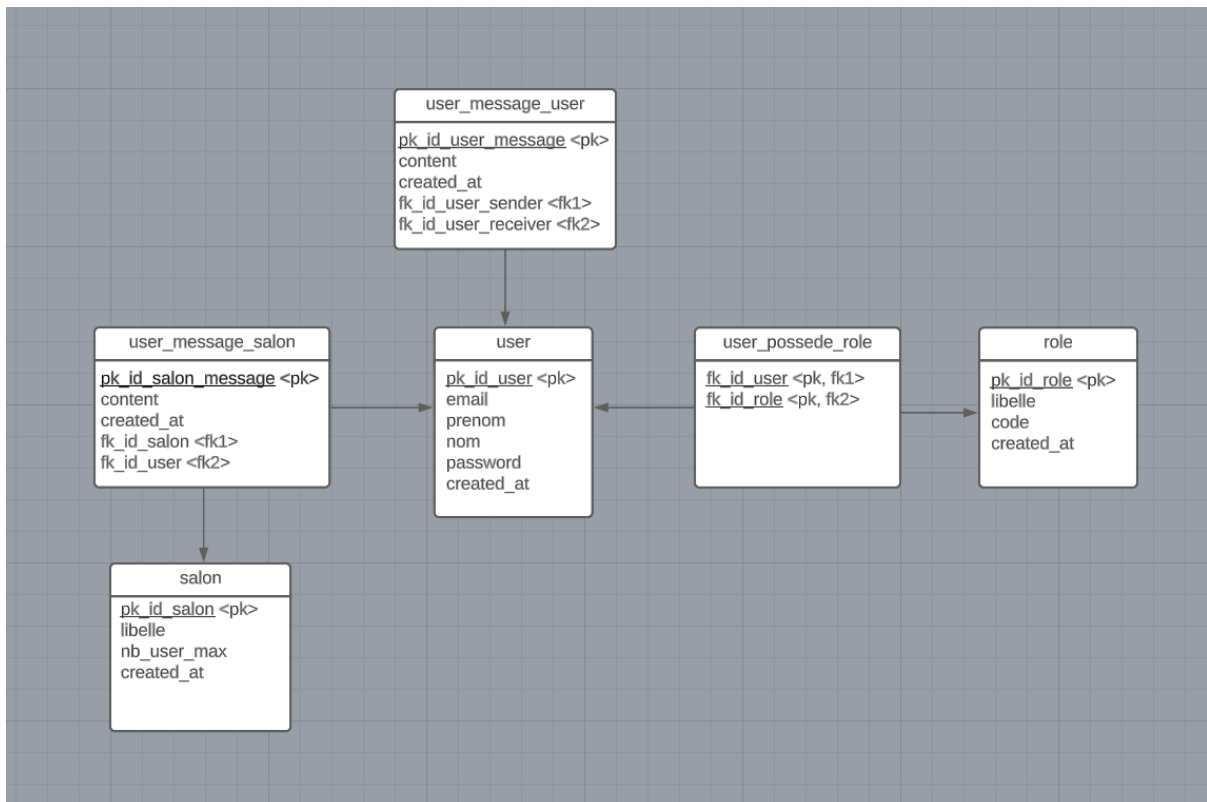 user_message_user
pk_id_user_message <pk>
content
created_at
fk_id_user_sender <fk1>
fk_id_user_receiver <fk2>
user_message_salon
pk_id_salon_message <pk>
content
created_at
fk_id_salon <fk1>
fk_id_user <fk2>
user
pk_id_user <pk>
email
prenom
nom
password
created_at
user_possede_role
fk_id_user <pk, fk1>
fk_id_role <pk, fk2>
role
pk_id_role <pk>
libelle
code
created_at
salon
pk_id_salon <pk>
libelle
nb_user_max
created_at